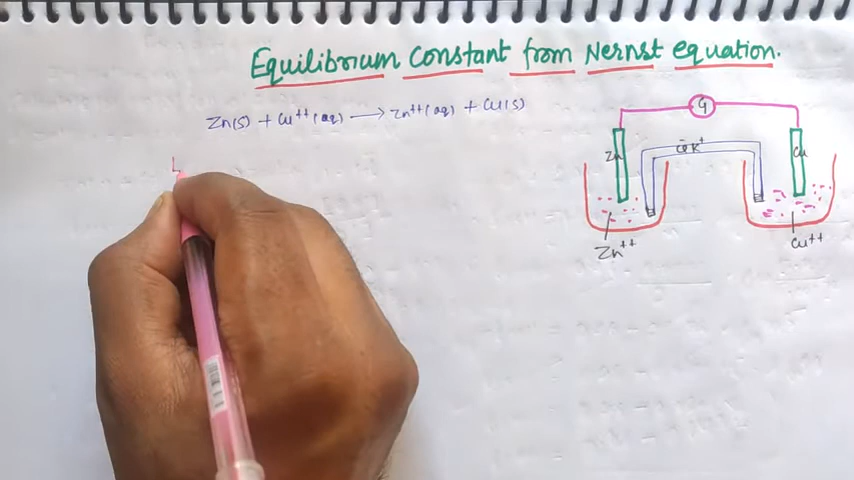 Equilibrium Constant from Nernst equation.
Zn(s) + Cu++ (aq) ⟶ Zn++ (aq) + Cu(s)
G
Zn
Cu
Zn++
Cu++